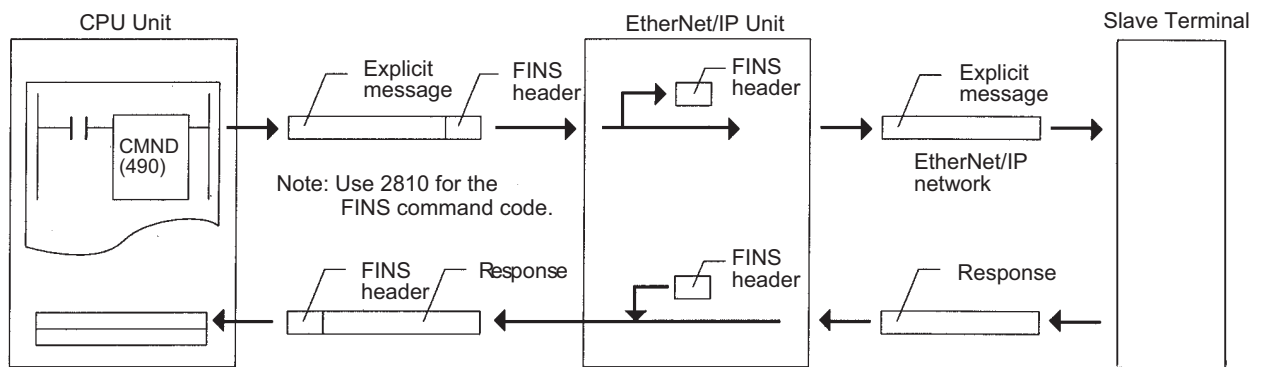 CPU Unit
EtherNet/IP Unit
Slave Terminal
Explicit
message
FINS
header
FINS
header
Explicit
message
CMND
(490)
EtherNet/IP
network
Note: Use 2810 for the
FINS command code.
FINS
header
Response
FINS
header
Response